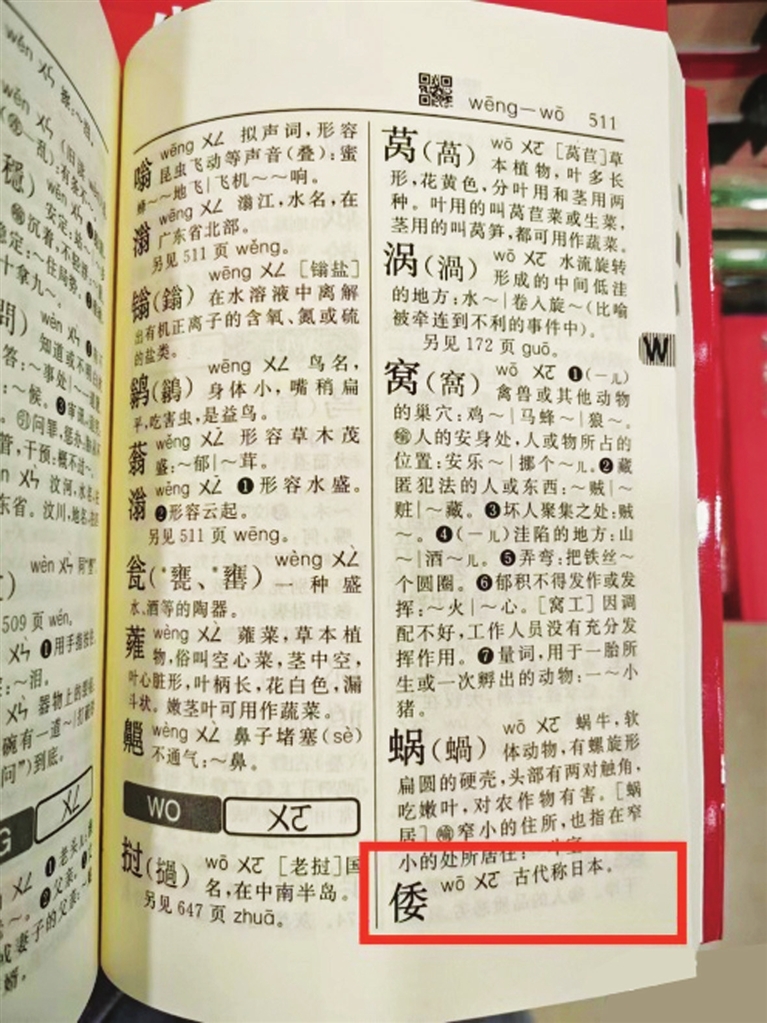 wēng—wō 511
嗡 wēng ㄨㄥ 拟声词，形容
昆虫飞动等声音(叠)：蜜
蜂～～地飞|飞机～～响。
滃 wēng ㄨㄥ 滃江，水名，在
广东省北部。
另见511页wěng。
镃(鎓) wēng ㄨㄥ [鎓盐]
在水溶液中离解
出有机正离子的含氧、氮或硫
的盐类。
鹟(鶲) wēng ㄨㄥ 鸟名，
身体小，嘴稍扁
平，吃害虫，是益鸟。
蓊 wěng ㄨㄥˇ 形容草木茂
盛：～郁|～茸。
滃 wěng ㄨㄥˇ ❶形容水盛。
❷形容云起。
另见511页wēng。
瓮(*甕、*罋) wèng ㄨㄥˋ
一种盛
水、酒等的陶器。
蕹 wèng ㄨㄥˋ 蕹菜，草本植
物，俗叫空心菜，茎中空，
叶心脏形，叶柄长，花白色，漏
斗状。嫩茎叶可用作蔬菜。
齆 wèng ㄨㄥˋ 鼻子堵塞(sè)
不通气：～鼻。
WO ㄨㄛ
挝(撾) wō ㄨㄛ [老挝]国
名，在中南半岛。
另见647页zhuā。
莴(萵) wō ㄨㄛ [莴苣]草
本植物，叶多长
形，花黄色，分叶用和茎用两
种。叶用的叫莴苣菜或生菜，
茎用的叫莴笋，都可用作蔬菜。
涡(渦) wō ㄨㄛ 水流旋转
形成的中间低洼
的地方：水～|卷入旋～(比喻
被牵连到不利的事件中)。
另见172页guō。
W
窝(窩) wō ㄨㄛ ❶(—儿)
禽兽或其他动物
的巢穴：鸡～|马蜂～|狼～。
㊀人的安身处，人或物所占的
位置：安乐～|挪个～儿。❷藏
匿犯法的人或东西：～贼|～
赃|～藏。❸坏人聚集之处：贼
～。❹(—儿)洼陷的地方：山
～|酒～儿。❺弄弯：把铁丝～
个圆圈。❻郁积不得发作或发
挥：～火|～心。[窝工]因调
配不好，工作人员没有充分发
挥作用。❼量词，用于一胎所
生或一次孵出的动物：一～小
猪。
蜗(蝸) wō ㄨㄛ 蜗牛，软
体动物，有螺旋形
扁圆的硬壳，头部有两对触角，
吃嫩叶，对农作物有害。[蜗
居]㊀窄小的住所，也指在窄
小的处所居住：
倭 wō ㄨㄛ 古代称日本。